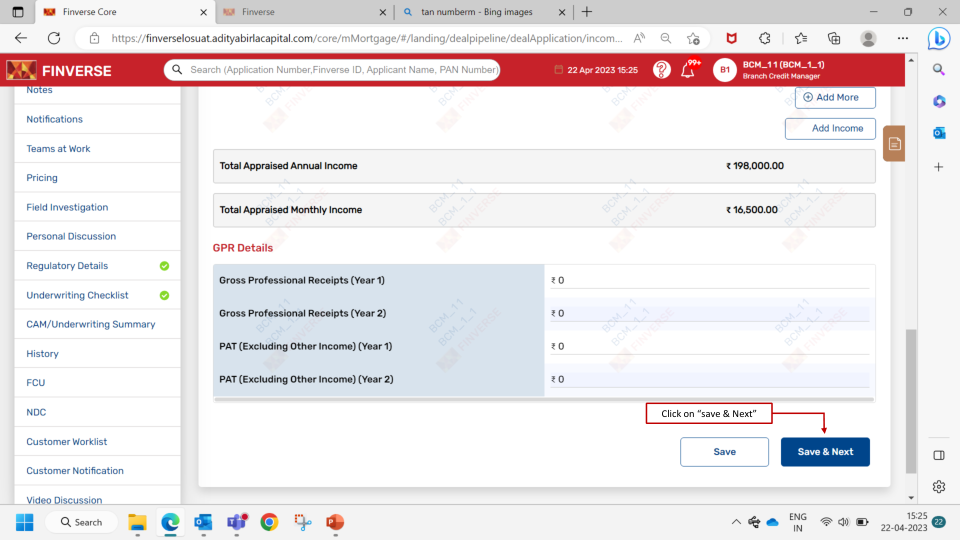 Finverse Core
Finverse
tan numberm - Bing images
https://finverselosuat.adityabirlacapital.com/core/mMortgage/#/landing/dealpipeline/dealApplication/incom...
FINVERSE
Search (Application Number,Finverse ID, Applicant Name, PAN Number)
22 Apr 2023 15:25
99+
B1
BCM_1 1 (BCM_1_1)
Branch Credit Manager
Notes
Notifications
Teams at Work
Pricing
Field Investigation
Personal Discussion
Regulatory Details
Underwriting Checklist
CAM/Underwriting Summary
History
FCU
NDC
Customer Worklist
Customer Notification
Video Discussion
Add More
Add Income
Total Appraised Annual Income ₹ 198,000.00
Total Appraised Monthly Income ₹ 16,500.00
GPR Details
Gross Professional Receipts (Year 1) ₹ 0
Gross Professional Receipts (Year 2) ₹ 0
PAT (Excluding Other Income) (Year 1) ₹ 0
PAT (Excluding Other Income) (Year 2) ₹ 0
Click on “save & Next”
Save
Save & Next
BCM_1 1
BCM_1_1
FINVERSE
Search
ENG
IN
15:25
22-04-2023
22